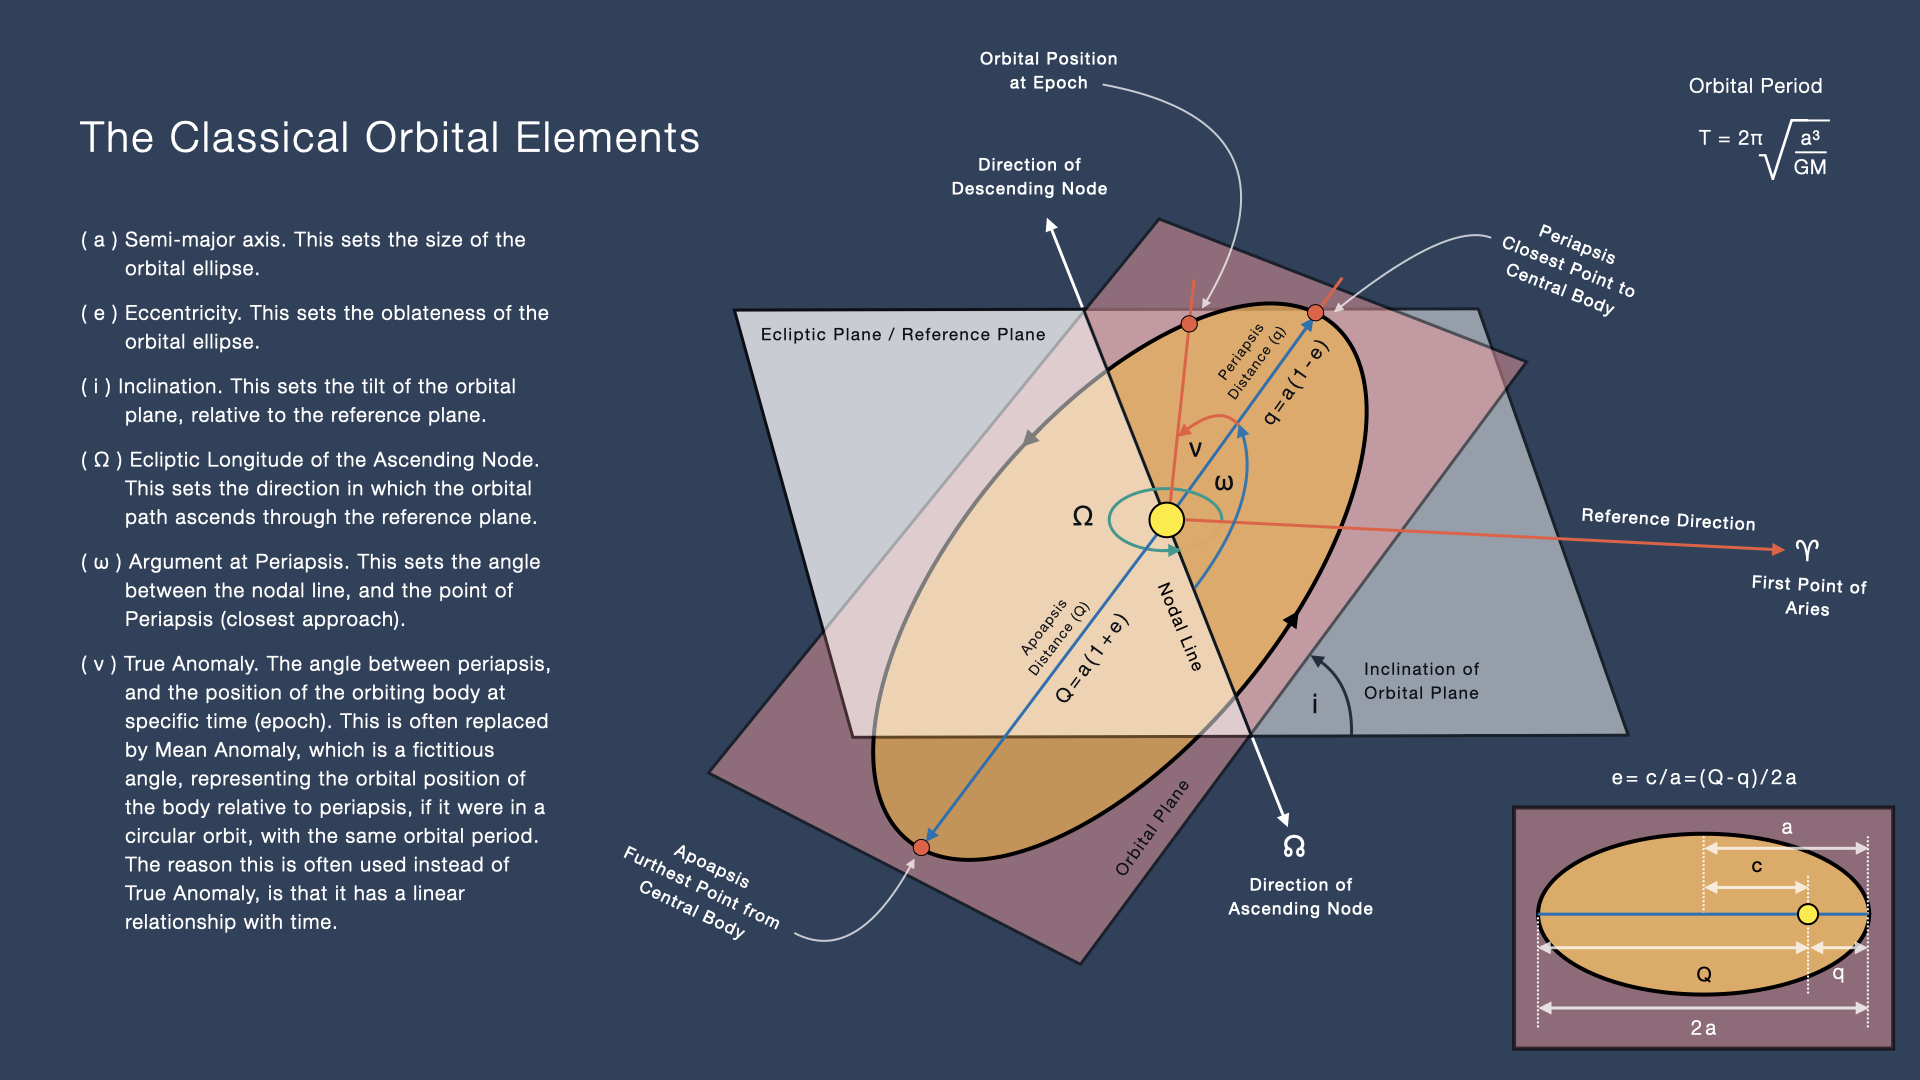 The Classical Orbital Elements
( a ) Semi-major axis. This sets the size of the
orbital ellipse.
( e ) Eccentricity. This sets the oblateness of the
orbital ellipse.
( i ) Inclination. This sets the tilt of the orbital
plane, relative to the reference plane.
( Ω ) Ecliptic Longitude of the Ascending Node.
This sets the direction in which the orbital
path ascends through the reference plane.
( ω ) Argument at Periapsis. This sets the angle
between the nodal line, and the point of
Periapsis (closest approach).
( v ) True Anomaly. The angle between periapsis,
and the position of the orbiting body at
specific time (epoch). This is often replaced
by Mean Anomaly, which is a fictitious
angle, representing the orbital position of
the body relative to periapsis, if it were in a
circular orbit, with the same orbital period.
The reason this is often used instead of
True Anomaly, is that it has a linear
relationship with time.
Orbital Position
at Epoch
Direction of
Descending Node
Orbital Period
T = 2π√(a³/GM)
Periapsis
Closest Point to
Central Body
Ecliptic Plane / Reference Plane
Periapsis
Distance (q)
q=a(1-e)
v
ω
Ω
Reference Direction
♈
First Point of
Aries
Nodal Line
Apoapsis
Distance (Q)
Q=a(1+e)
i
Inclination of
Orbital Plane
Orbital Plane
Apoapsis
Furthest Point from
Central Body
☊
Direction of
Ascending Node
e= c/a=(Q-q)/2a
a
c
Q
q
2a